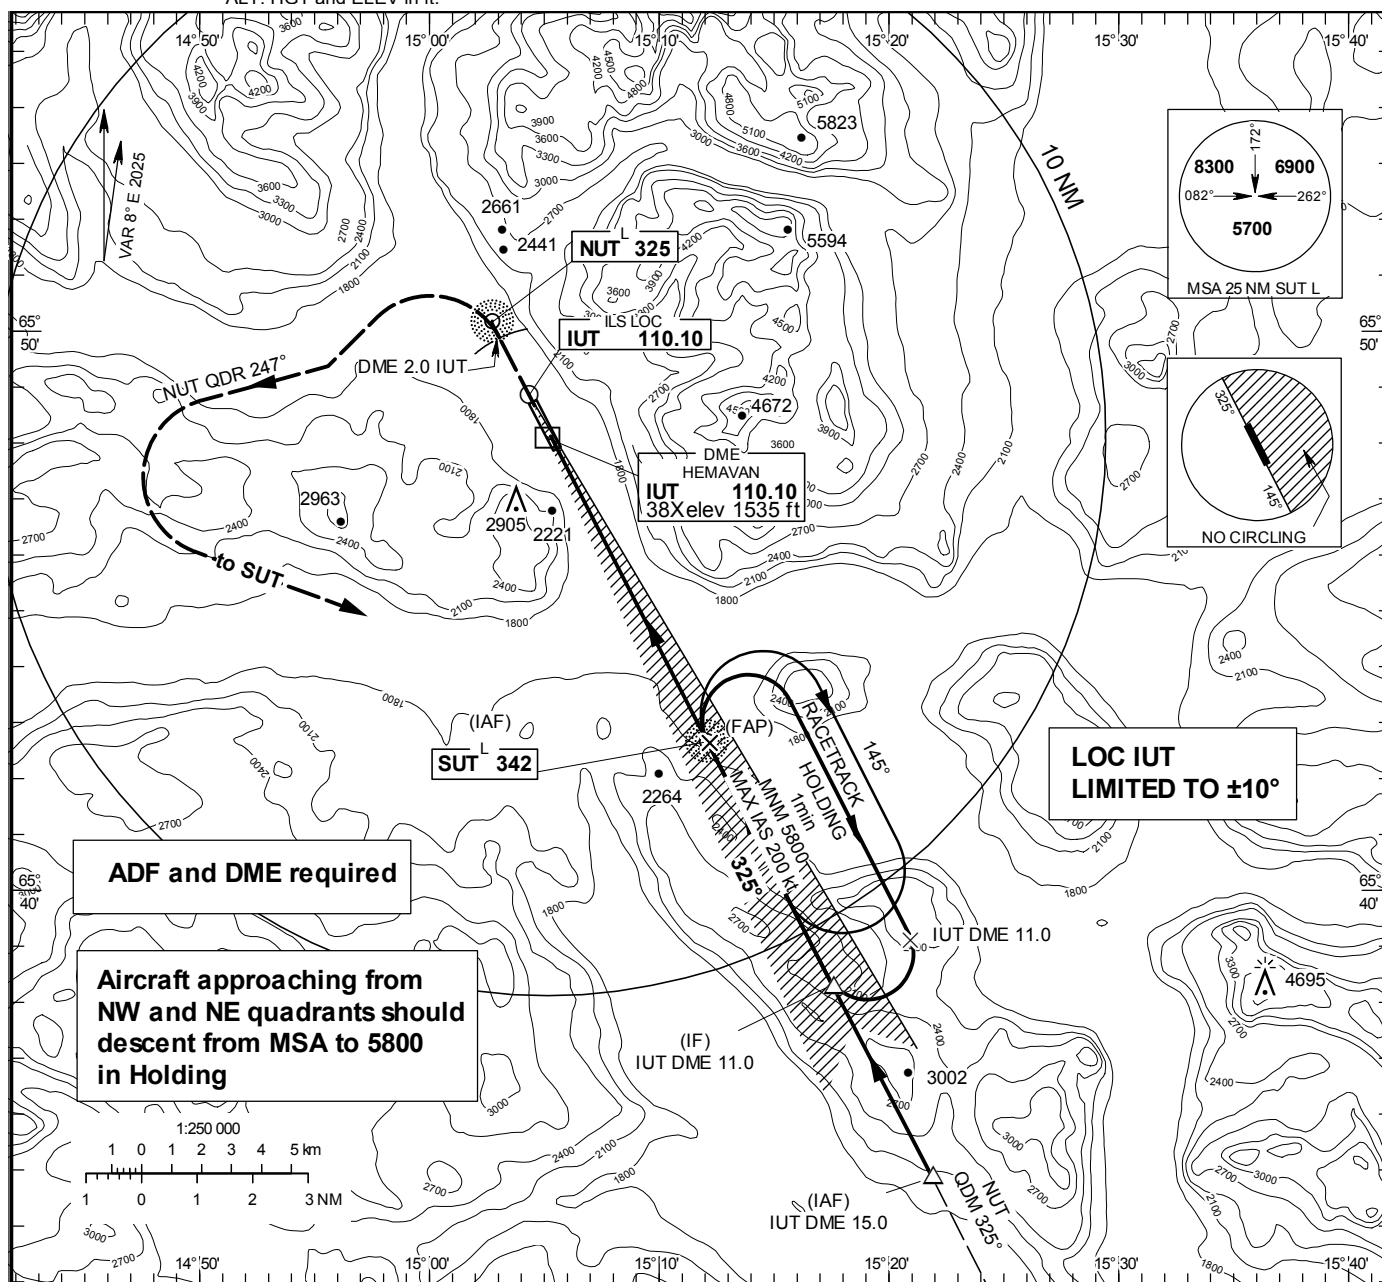 ALT. HGT and ELEV in ft.
14°50' 15°00' 15°10' 15°20' 15°30' 15°40'
VAR 8° E 2025
10 NM
172°
8300 6900
082° 262°
5700
MSA 25 NM SUT L
5823
2661
2441
5594
L
NUT 325
ILS LOC
IUT 110.10
DME 2.0 IUT
NUT QDR 247°
65°
50'
65°
50'
325°
145°
NO CIRCLING
4672
DME
HEMAVAN
IUT 110.10
38X elev 1535 ft
2963
2905
2221
to SUT
(IAF)
L
SUT 342
(FAP)
2264
RACETRACK
HOLDING
1min
MNM 5800
MAX IAS 200 kt
145°
325°
LOC IUT
LIMITED TO ±10°
ADF and DME required
65°
40'
65°
40'
IUT DME 11.0
Aircraft approaching from
NW and NE quadrants should
descent from MSA to 5800
in Holding
4695
(IF)
IUT DME 11.0
3002
1:250 000
1 0 1 2 3 4 5 km
1 0 1 2 3 NM
(IAF)
IUT DME 15.0
NUT
QDM 325°
14°50' 15°00' 15°10' 15°20' 15°30' 15°40'